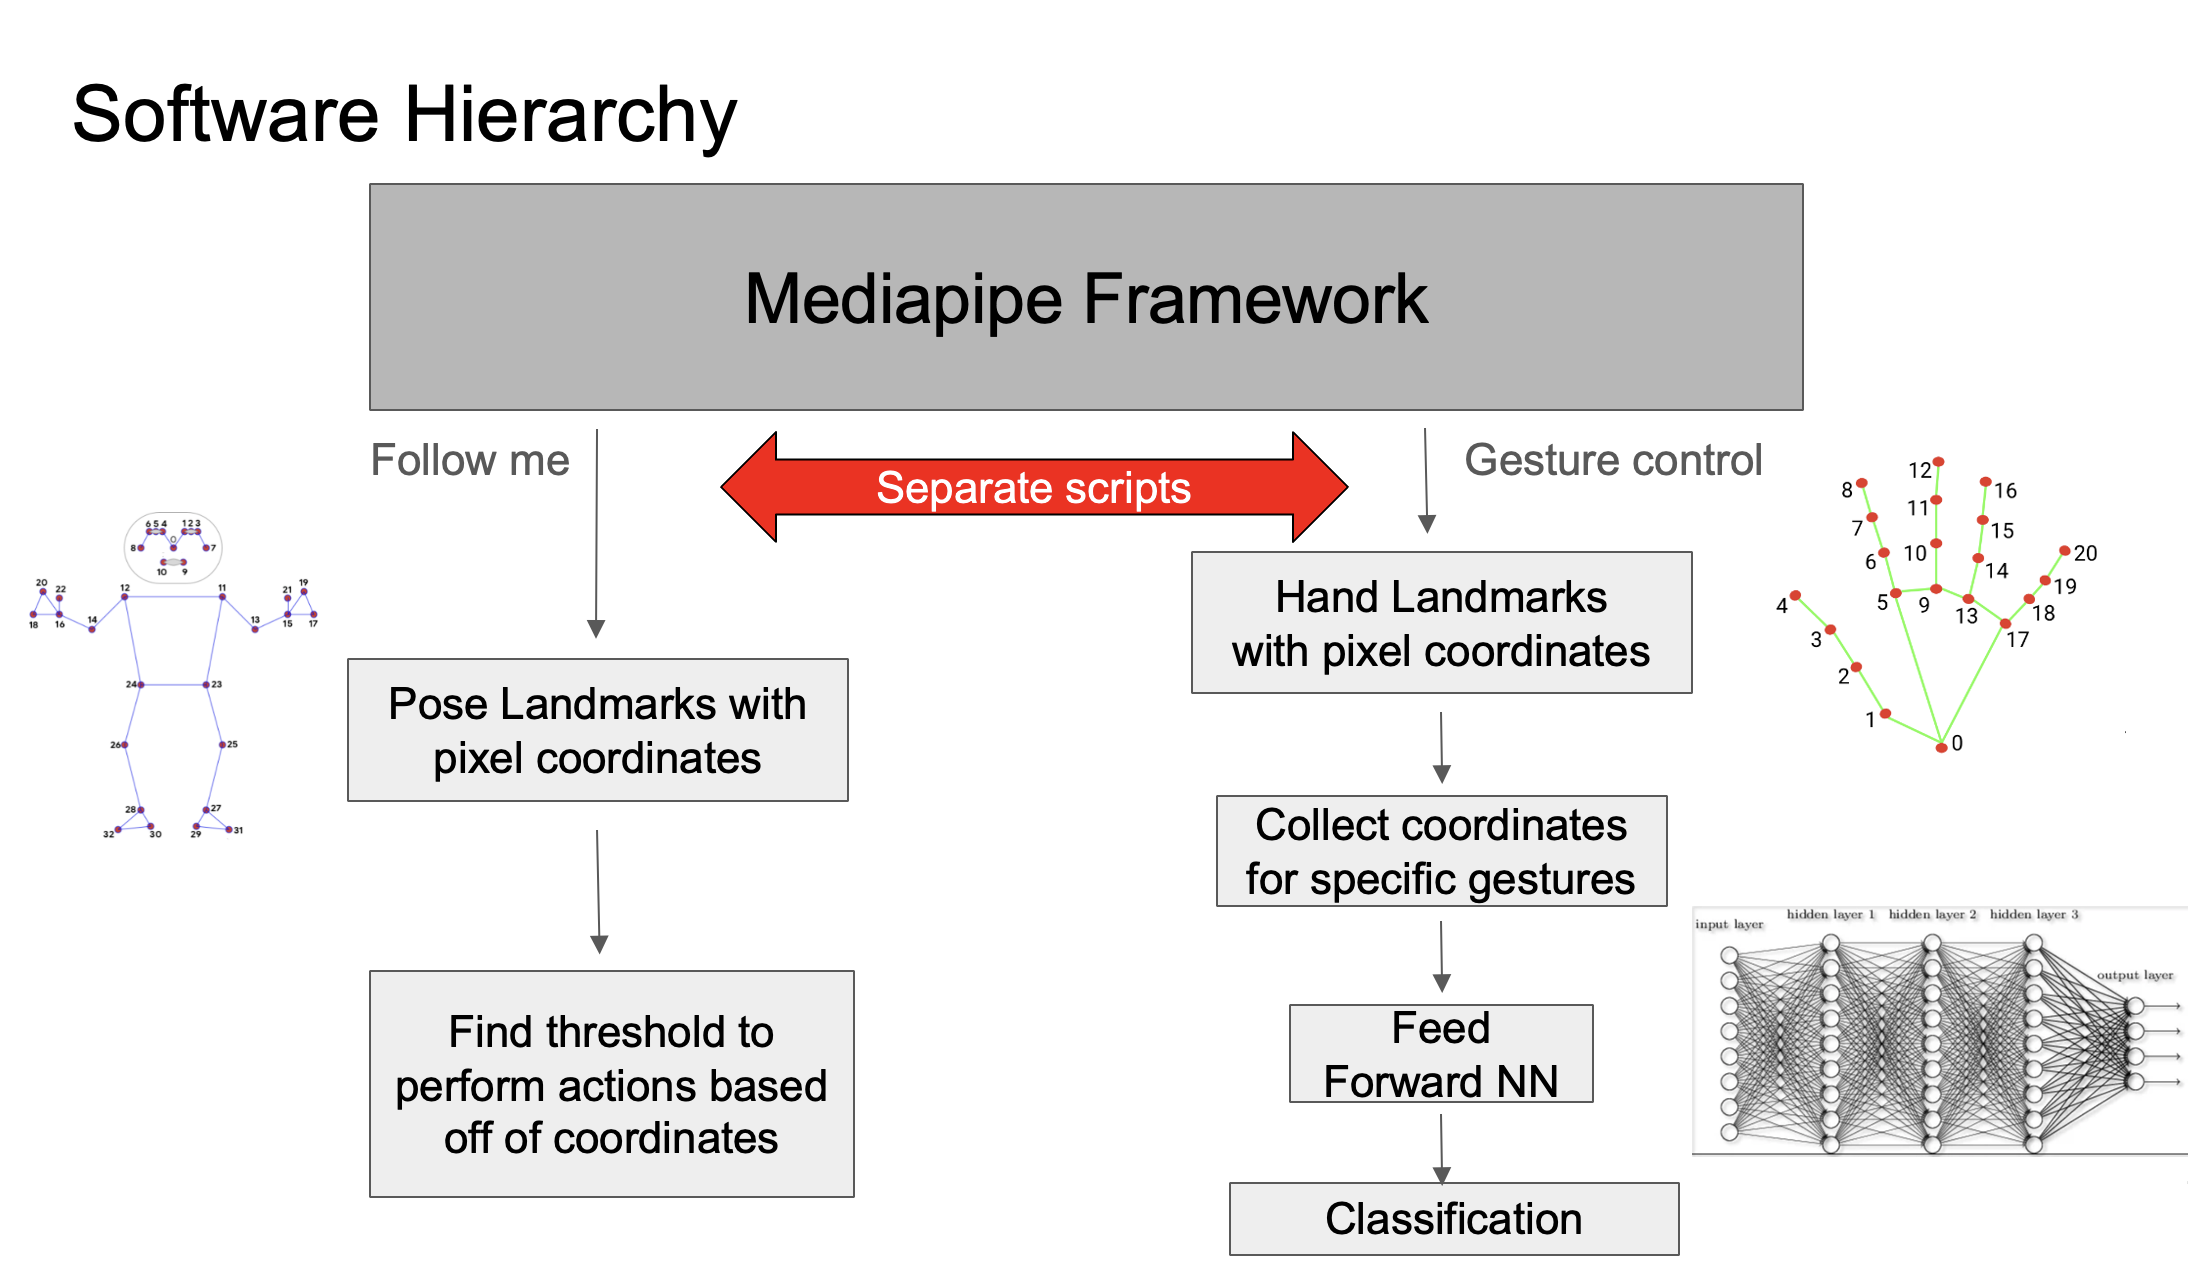 Software Hierarchy
Mediapipe Framework
Follow me
Separate scripts
Gesture control
Pose Landmarks with
pixel coordinates
Find threshold to
perform actions based
off of coordinates
Hand Landmarks
with pixel coordinates
Collect coordinates
for specific gestures
Feed
Forward NN
Classification
6 5 4
1 2 3
0
8
7
10
9
20
22
12
11
21
19
18
16
14
13
15
17
24
23
26
25
28
27
32
30
29
31
12
8
16
11
7
15
20
10
6
14
19
4
5
9
13
18
3
17
2
1
0
input layer
hidden layer 1
hidden layer 2
hidden layer 3
output layer